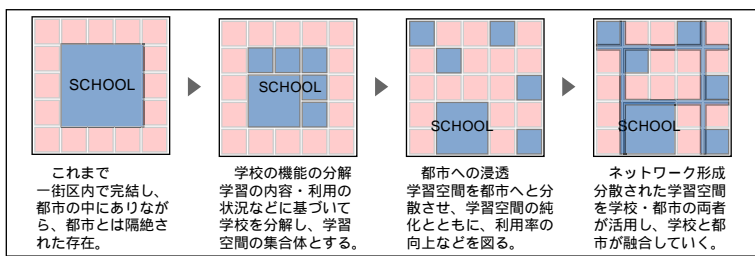 SCHOOL
これまで
一街区内で完結し、
都市の中にありなが
ら、都市とは隔絶さ
れた存在。
SCHOOL
学校の機能の分解
学習の内容・利用の
状況などに基づいて
学校を分解し、学習
空間の集合体とする。
SCHOOL
都市への浸透
学習空間を都市へと分
散させ、学習空間の純
化とともに、利用率の
向上などを図る。
SCHOOL
ネットワーク形成
分散された学習空間
を学校・都市の両者
が活用し、学校と都
市が融合していく。